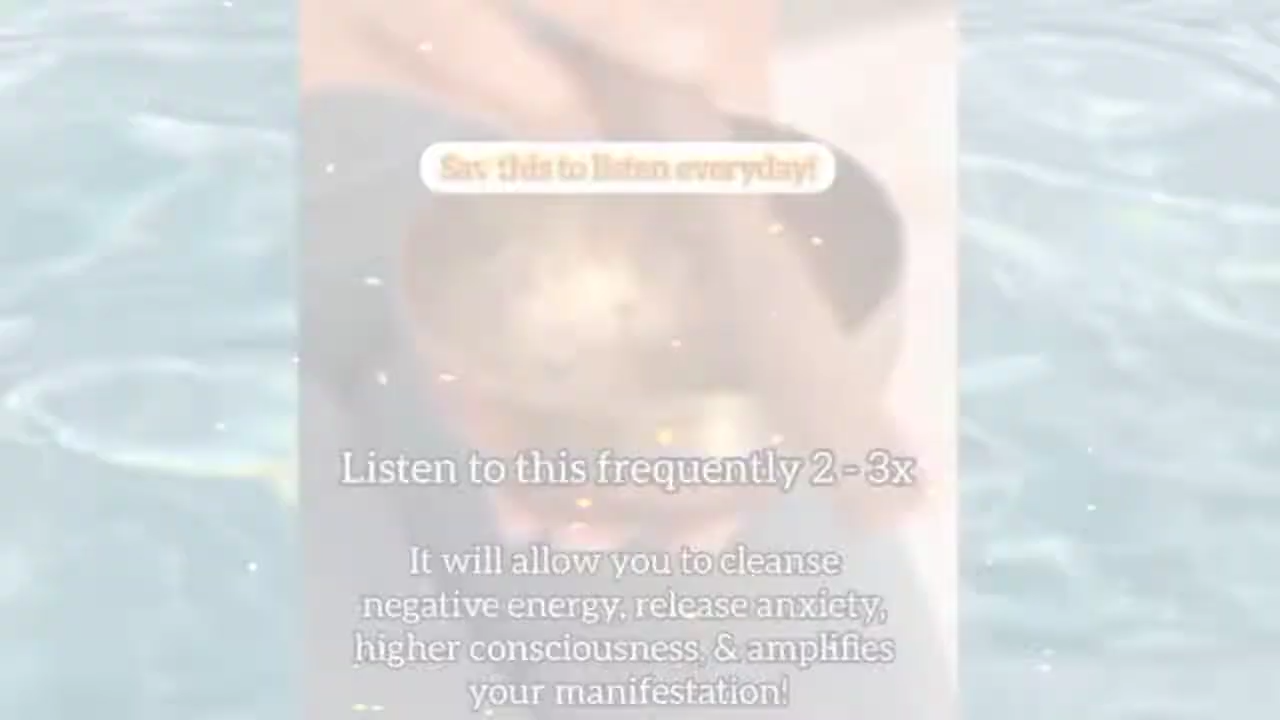 Save this to listen everyday!
Listen to this frequently 2 - 3x
It will allow you to cleanse
negative energy, release anxiety,
higher consciousness, & amplifies
your manifestation!